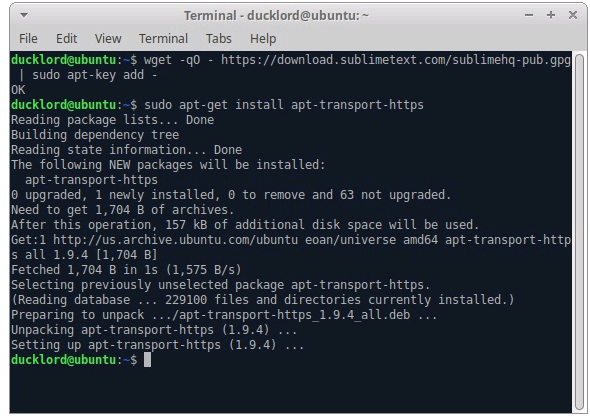 Terminal - ducklord@ubuntu: ~
File Edit View Terminal Tabs Help
ducklord@ubuntu:~$ wget -qO - https://download.sublimetext.com/sublimehq-pub.gpg
| sudo apt-key add -
OK
ducklord@ubuntu:~$ sudo apt-get install apt-transport-https
Reading package lists... Done
Building dependency tree
Reading state information... Done
The following NEW packages will be installed:
apt-transport-https
0 upgraded, 1 newly installed, 0 to remove and 63 not upgraded.
Need to get 1,704 B of archives.
After this operation, 157 kB of additional disk space will be used.
Get:1 http://us.archive.ubuntu.com/ubuntu eoan/universe amd64 apt-transport-http
s all 1.9.4 [1,704 B]
Fetched 1,704 B in 1s (1,575 B/s)
Selecting previously unselected package apt-transport-https.
(Reading database ... 229100 files and directories currently installed.)
Preparing to unpack .../apt-transport-https_1.9.4_all.deb ...
Unpacking apt-transport-https (1.9.4) ...
Setting up apt-transport-https (1.9.4) ...
ducklord@ubuntu:~$